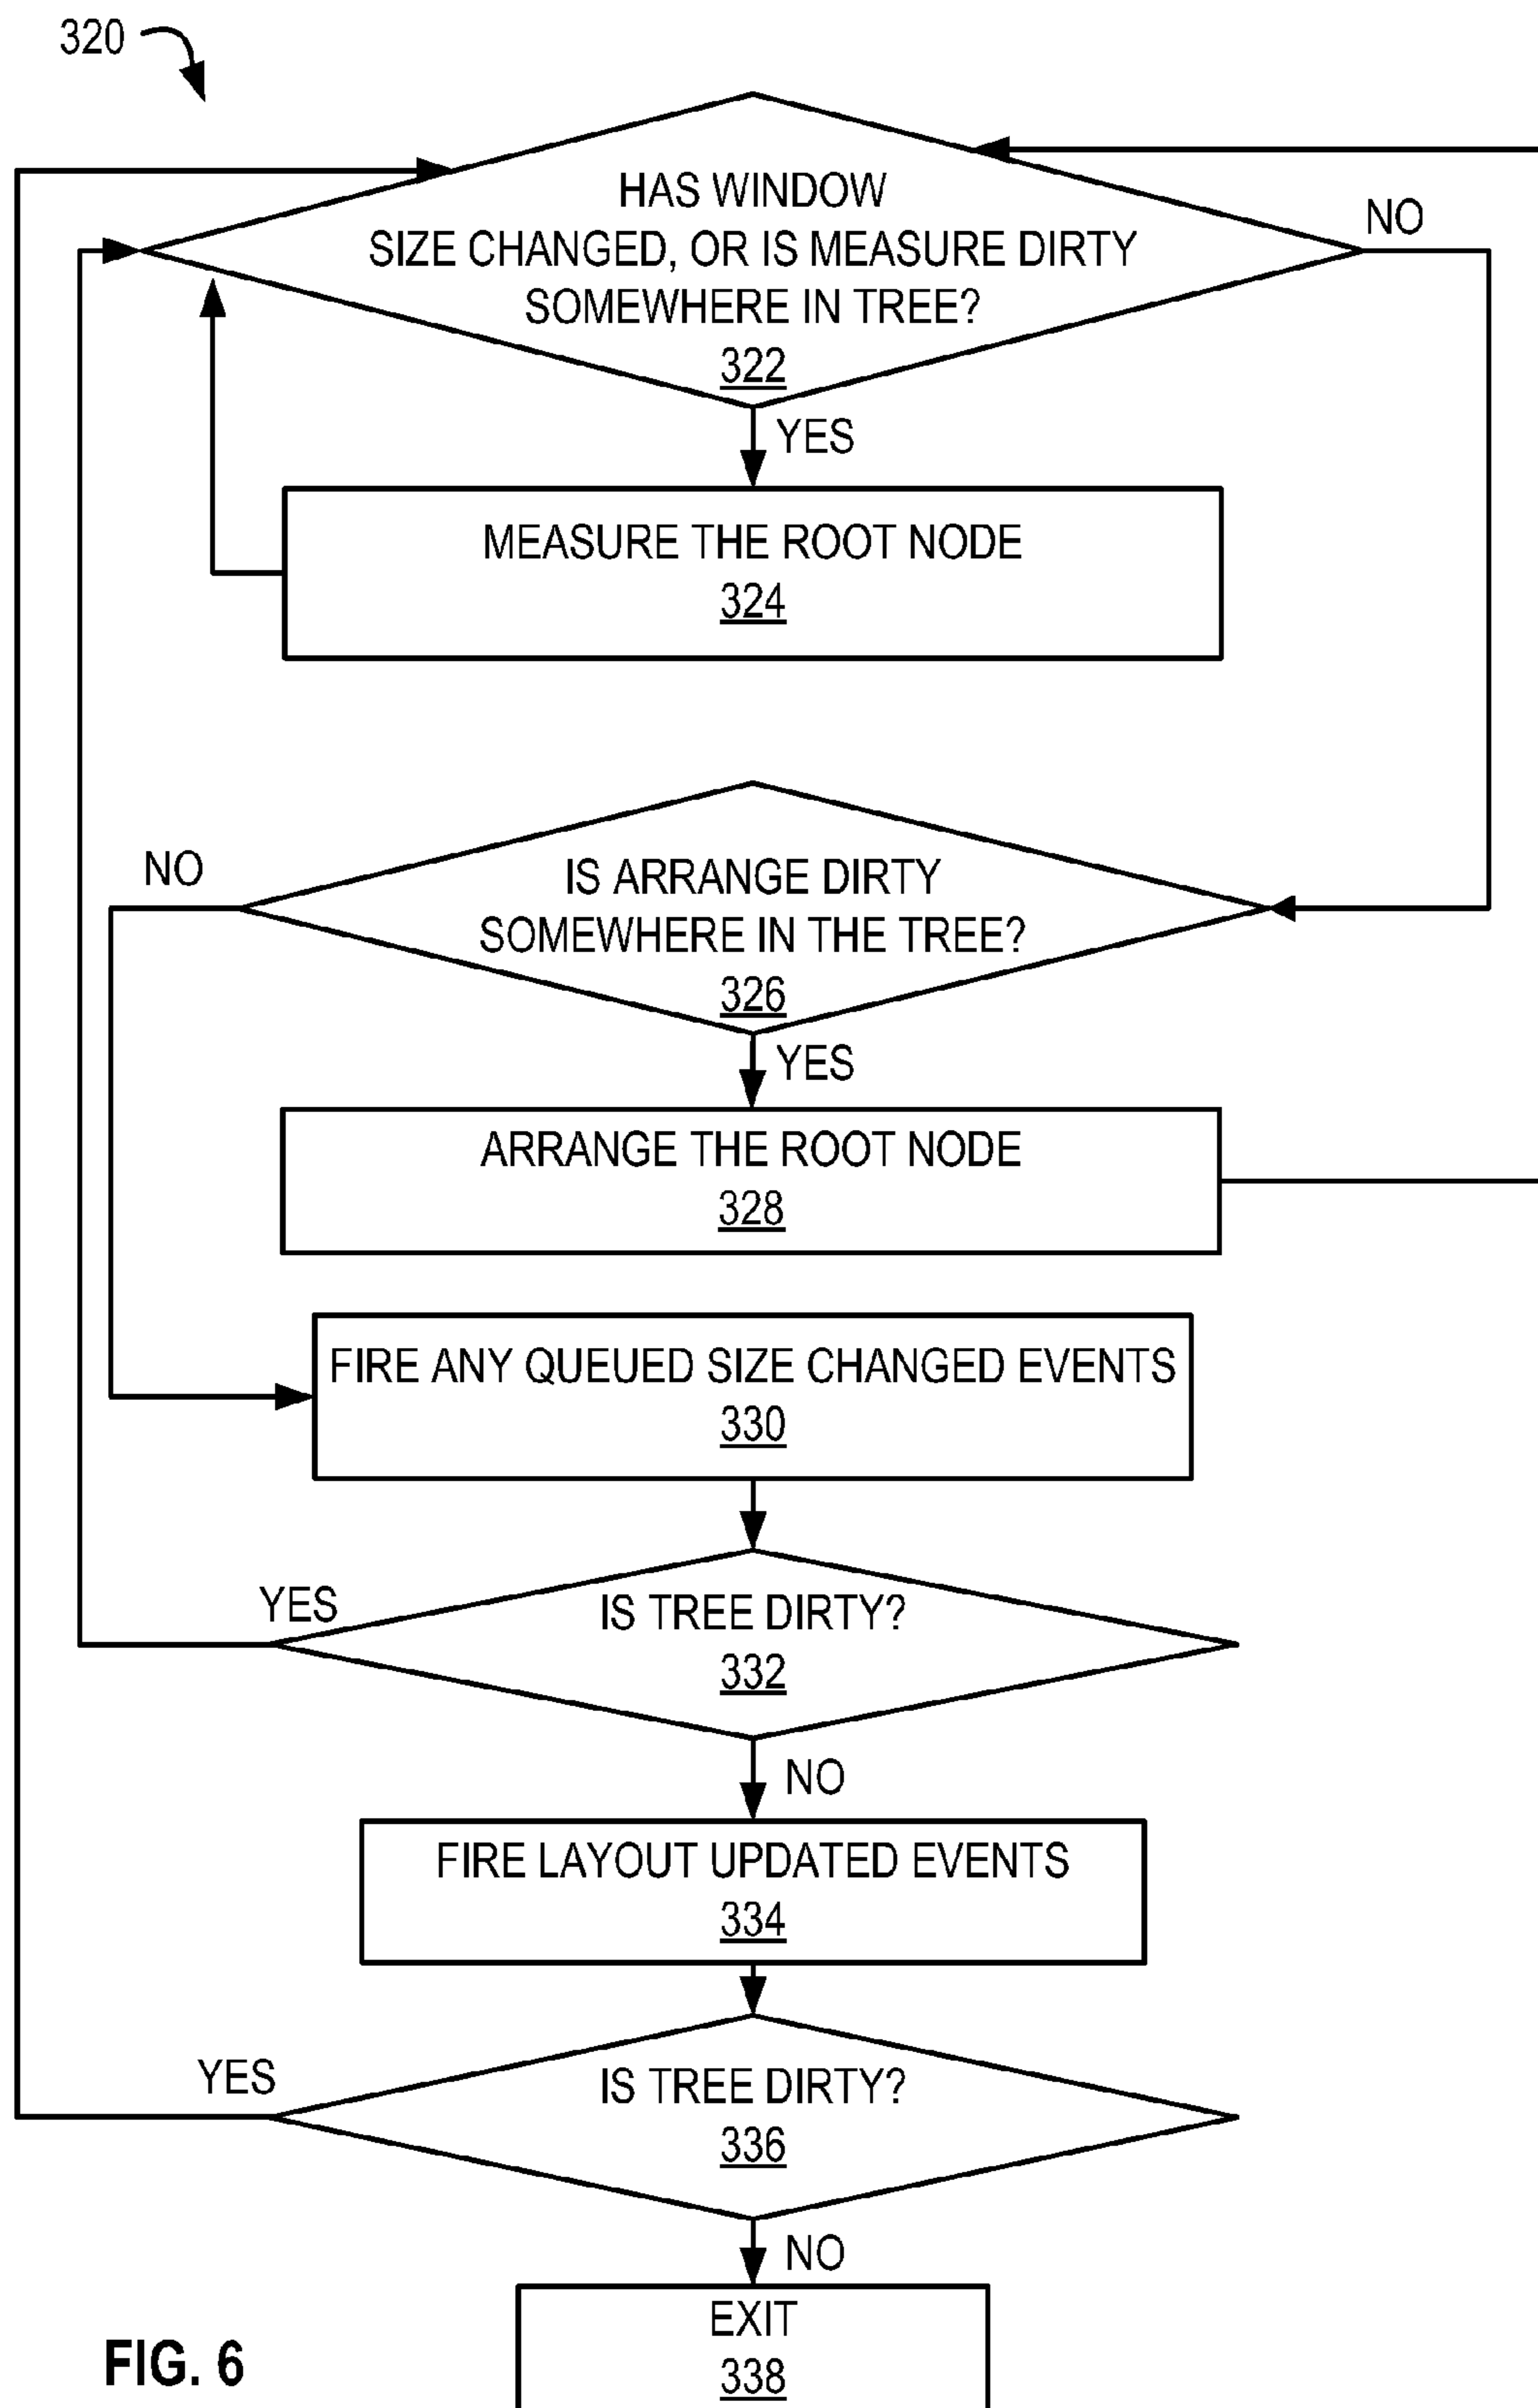 320
HAS WINDOW
SIZE CHANGED, OR IS MEASURE DIRTY
SOMEWHERE IN TREE?
322
NO
YES
MEASURE THE ROOT NODE
324
NO
IS ARRANGE DIRTY
SOMEWHERE IN THE TREE?
326
YES
ARRANGE THE ROOT NODE
328
FIRE ANY QUEUED SIZE CHANGED EVENTS
330
YES
IS TREE DIRTY?
332
NO
FIRE LAYOUT UPDATED EVENTS
334
YES
IS TREE DIRTY?
336
NO
EXIT
338
FIG. 6